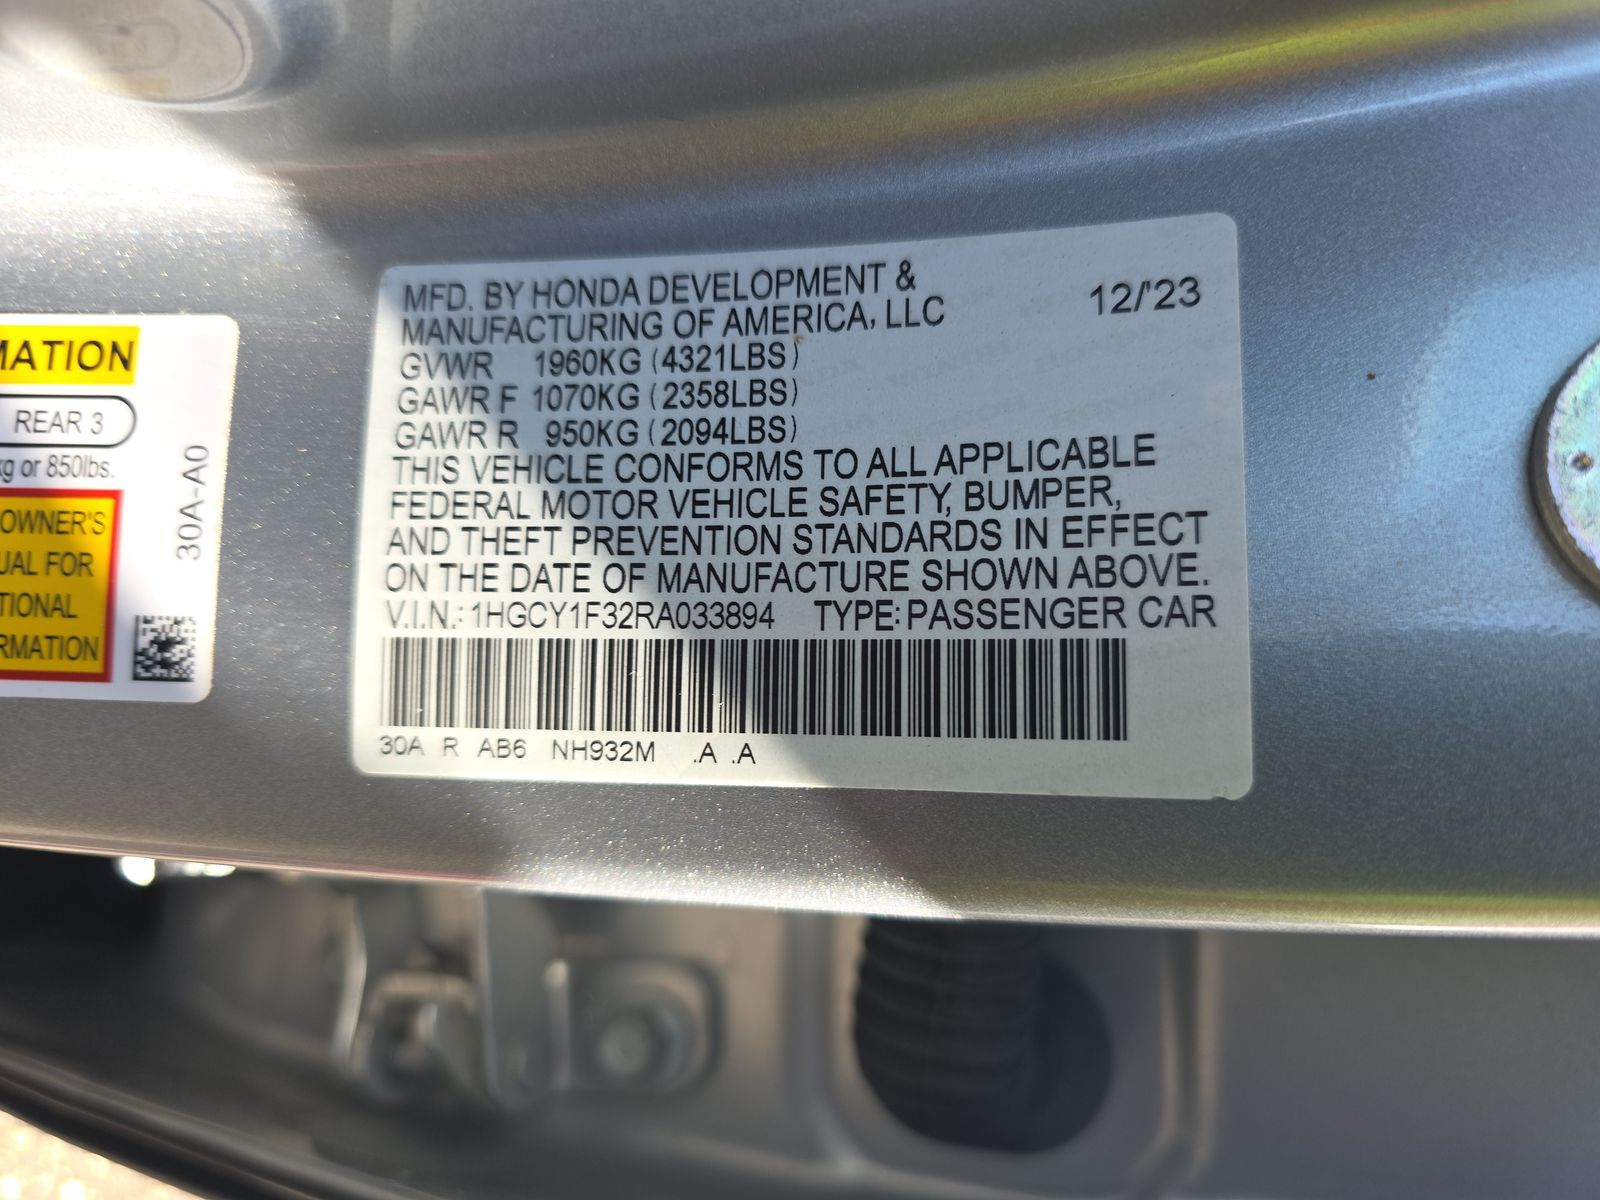 MATION
REAR 3
kg or 850lbs.
OWNER'S
UAL FOR
TIONAL
RMATION
30A-A0
MFD. BY HONDA DEVELOPMENT &
MANUFACTURING OF AMERICA, LLC
12/'23
GVWR 1960KG (4321LBS)
GAWR F 1070KG (2358LBS)
GAWR R 950KG (2094LBS)
THIS VEHICLE CONFORMS TO ALL APPLICABLE
FEDERAL MOTOR VEHICLE SAFETY, BUMPER,
AND THEFT PREVENTION STANDARDS IN EFFECT
ON THE DATE OF MANUFACTURE SHOWN ABOVE.
V.I.N.: 1HGCY1F32RA033894 TYPE: PASSENGER CAR
30A R AB6 NH932M .A .A